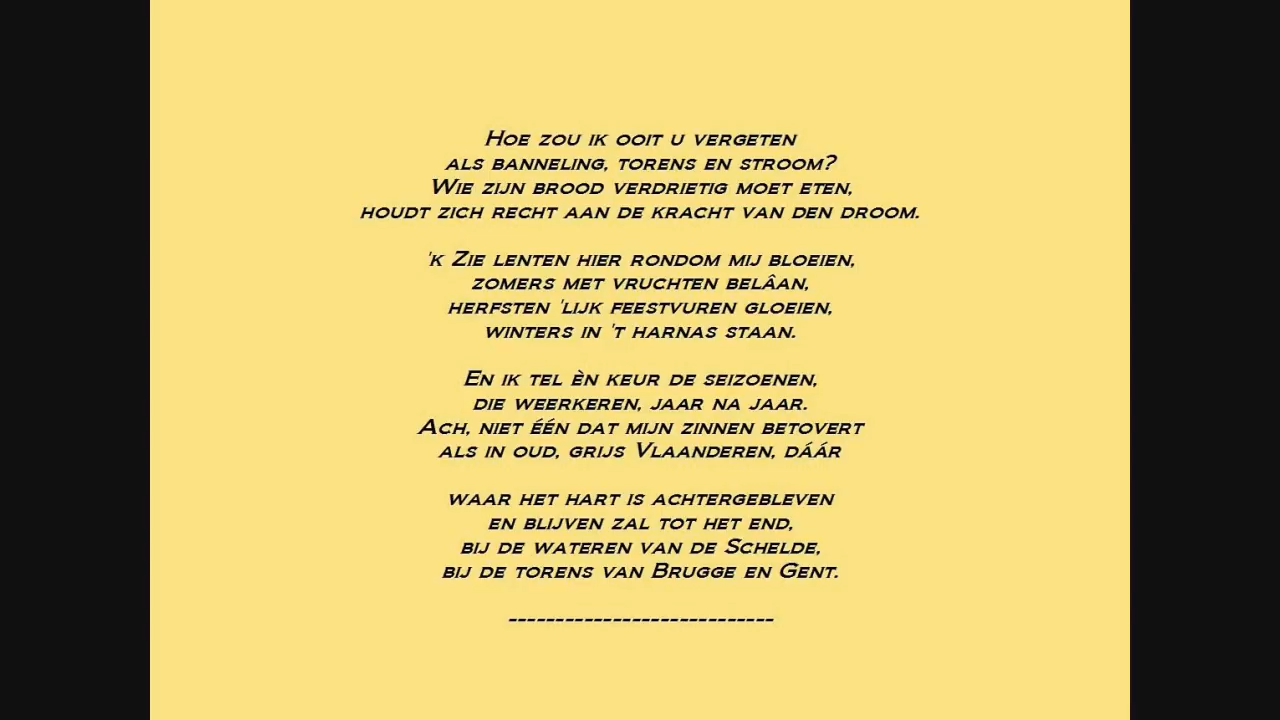 Hoe zou ik ooit u vergeten
als banneling, torens en stroom?
Wie zijn brood verdrietig moet eten,
houdt zich recht aan de kracht van den droom.
'k Zie lenten hier rondom mij bloeien,
zomers met vruchten belâan,
herfsten 'lijk feestvuren gloeien,
winters in 't harnas staan.
En ik tel èn keur de seizoenen,
die weerkeren, jaar na jaar.
Ach, niet één dat mijn zinnen betovert
als in oud, grijs Vlaanderen, dáár
waar het hart is achtergebleven
en blijven zal tot het end,
bij de wateren van de Schelde,
bij de torens van Brugge en Gent.
----------------------------